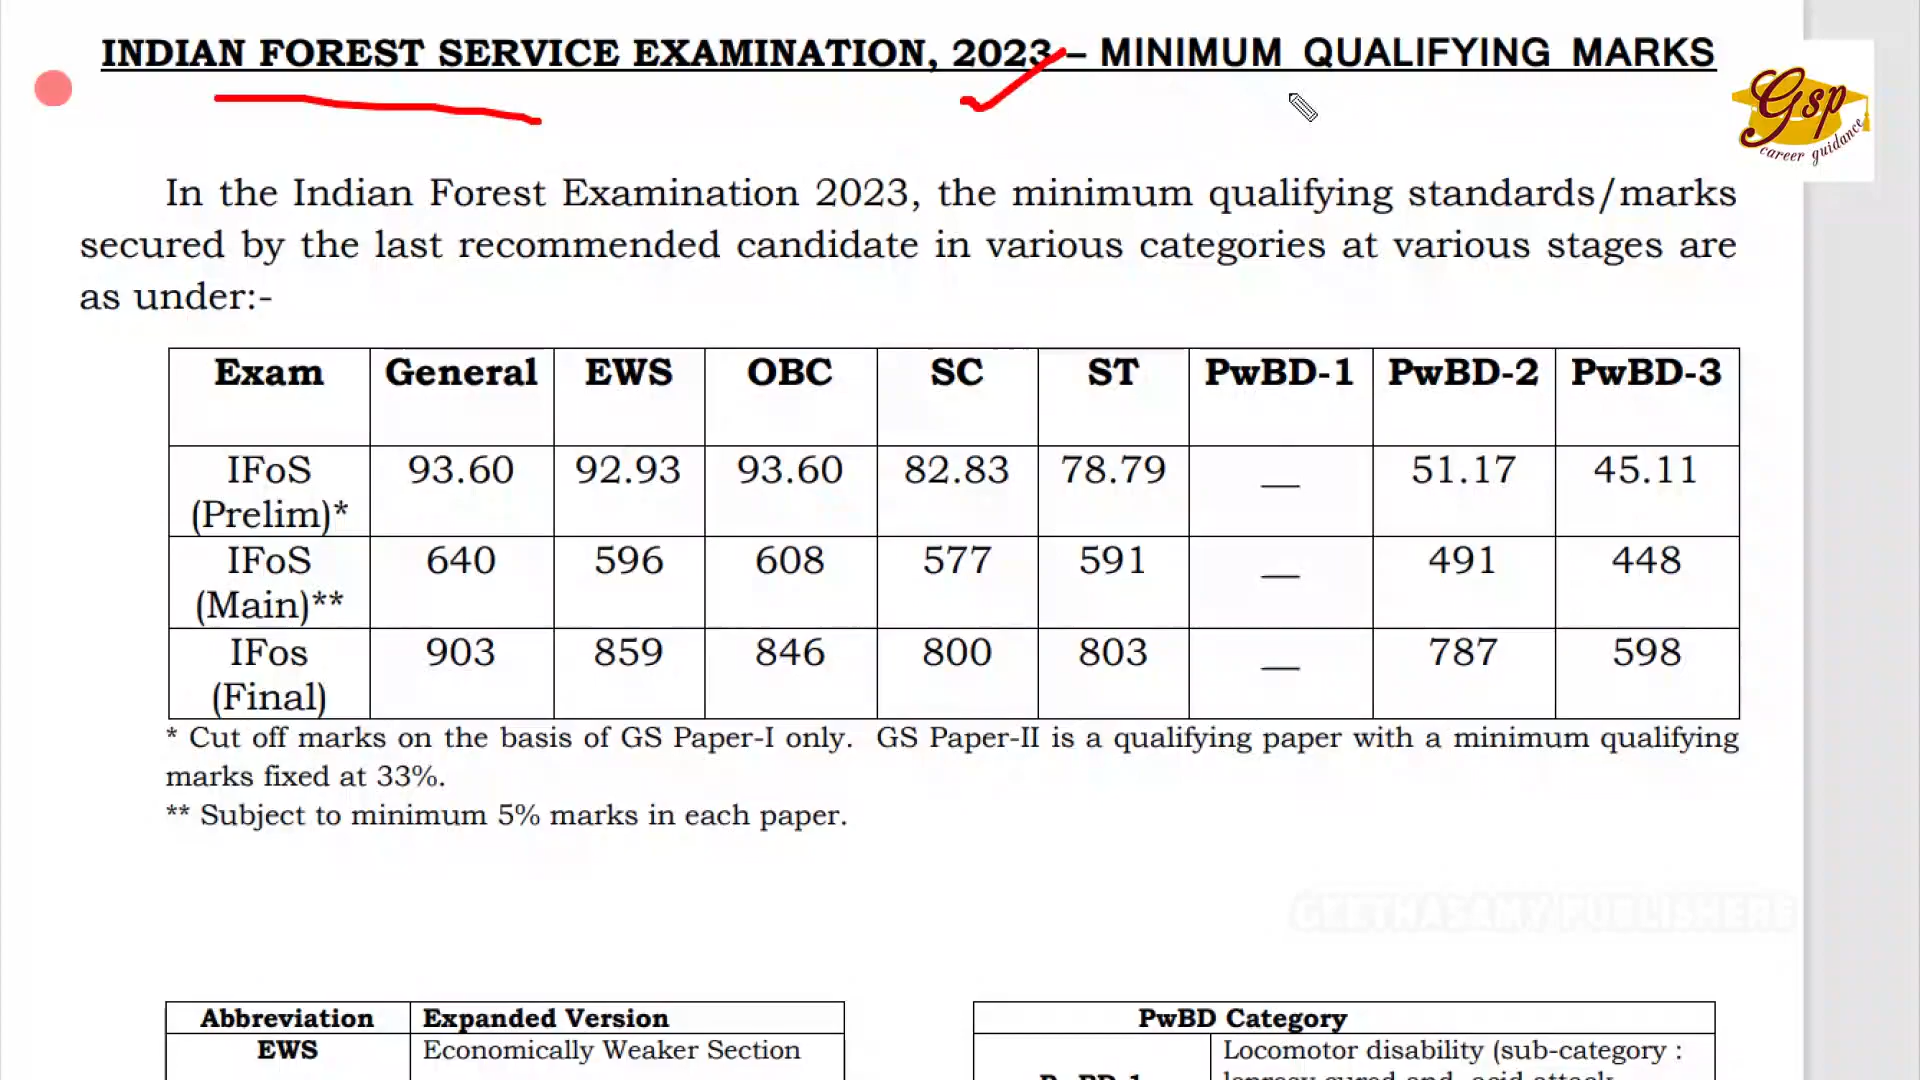 INDIAN FOREST SERVICE EXAMINATION, 2023 – MINIMUM QUALIFYING MARKS
Gsp
career guidance
In the Indian Forest Examination 2023, the minimum qualifying standards/marks
secured by the last recommended candidate in various categories at various stages are
as under:-
Exam General EWS OBC SC ST PwBD-1 PwBD-2 PwBD-3
IFoS (Prelim)* 93.60 92.93 93.60 82.83 78.79 — 51.17 45.11
IFoS (Main)** 640 596 608 577 591 — 491 448
IFos (Final) 903 859 846 800 803 — 787 598
* Cut off marks on the basis of GS Paper-I only. GS Paper-II is a qualifying paper with a minimum qualifying
marks fixed at 33%.
** Subject to minimum 5% marks in each paper.
GEETHASAMY PUBLISHERS
Abbreviation Expanded Version
EWS Economically Weaker Section
PwBD Category
Locomotor disability (sub-category :